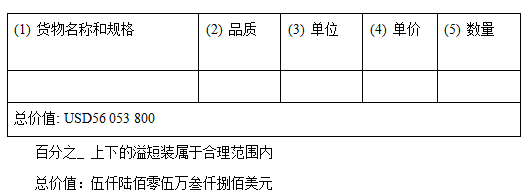 (1) 货物名称和规格 (2) 品质 (3) 单位 (4) 单价 (5) 数量
总价值: USD56 053 800
百分之_ 上下的溢短装属于合理范围内
总价值：伍仟陆佰零伍万叁仟捌佰美元